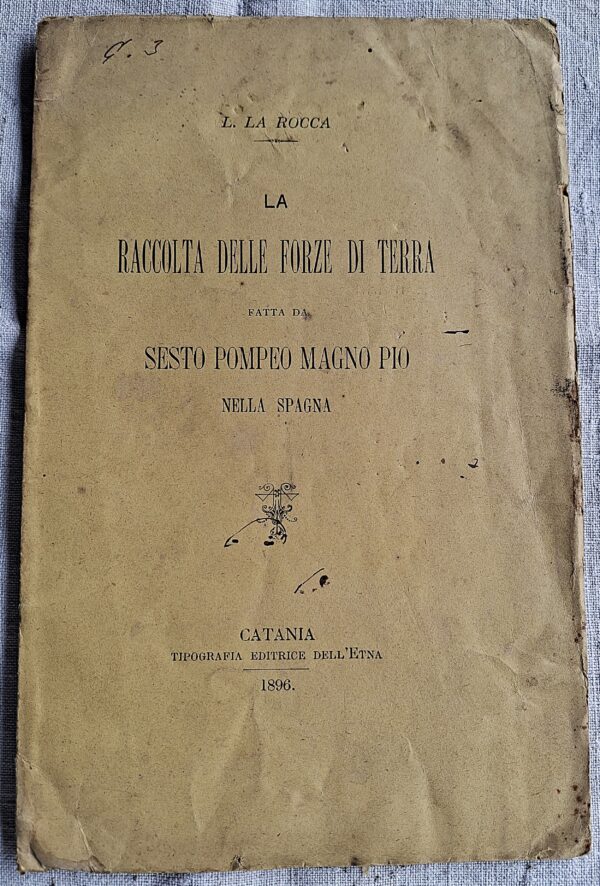 L. LA ROCCA
LA
RACCOLTA DELLE FORZE DI TERRA
FATTA DA
SESTO POMPEO MAGNO PIO
NELLA SPAGNA
CATANIA
TIPOGRAFIA EDITRICE DELL'ETNA
1896.